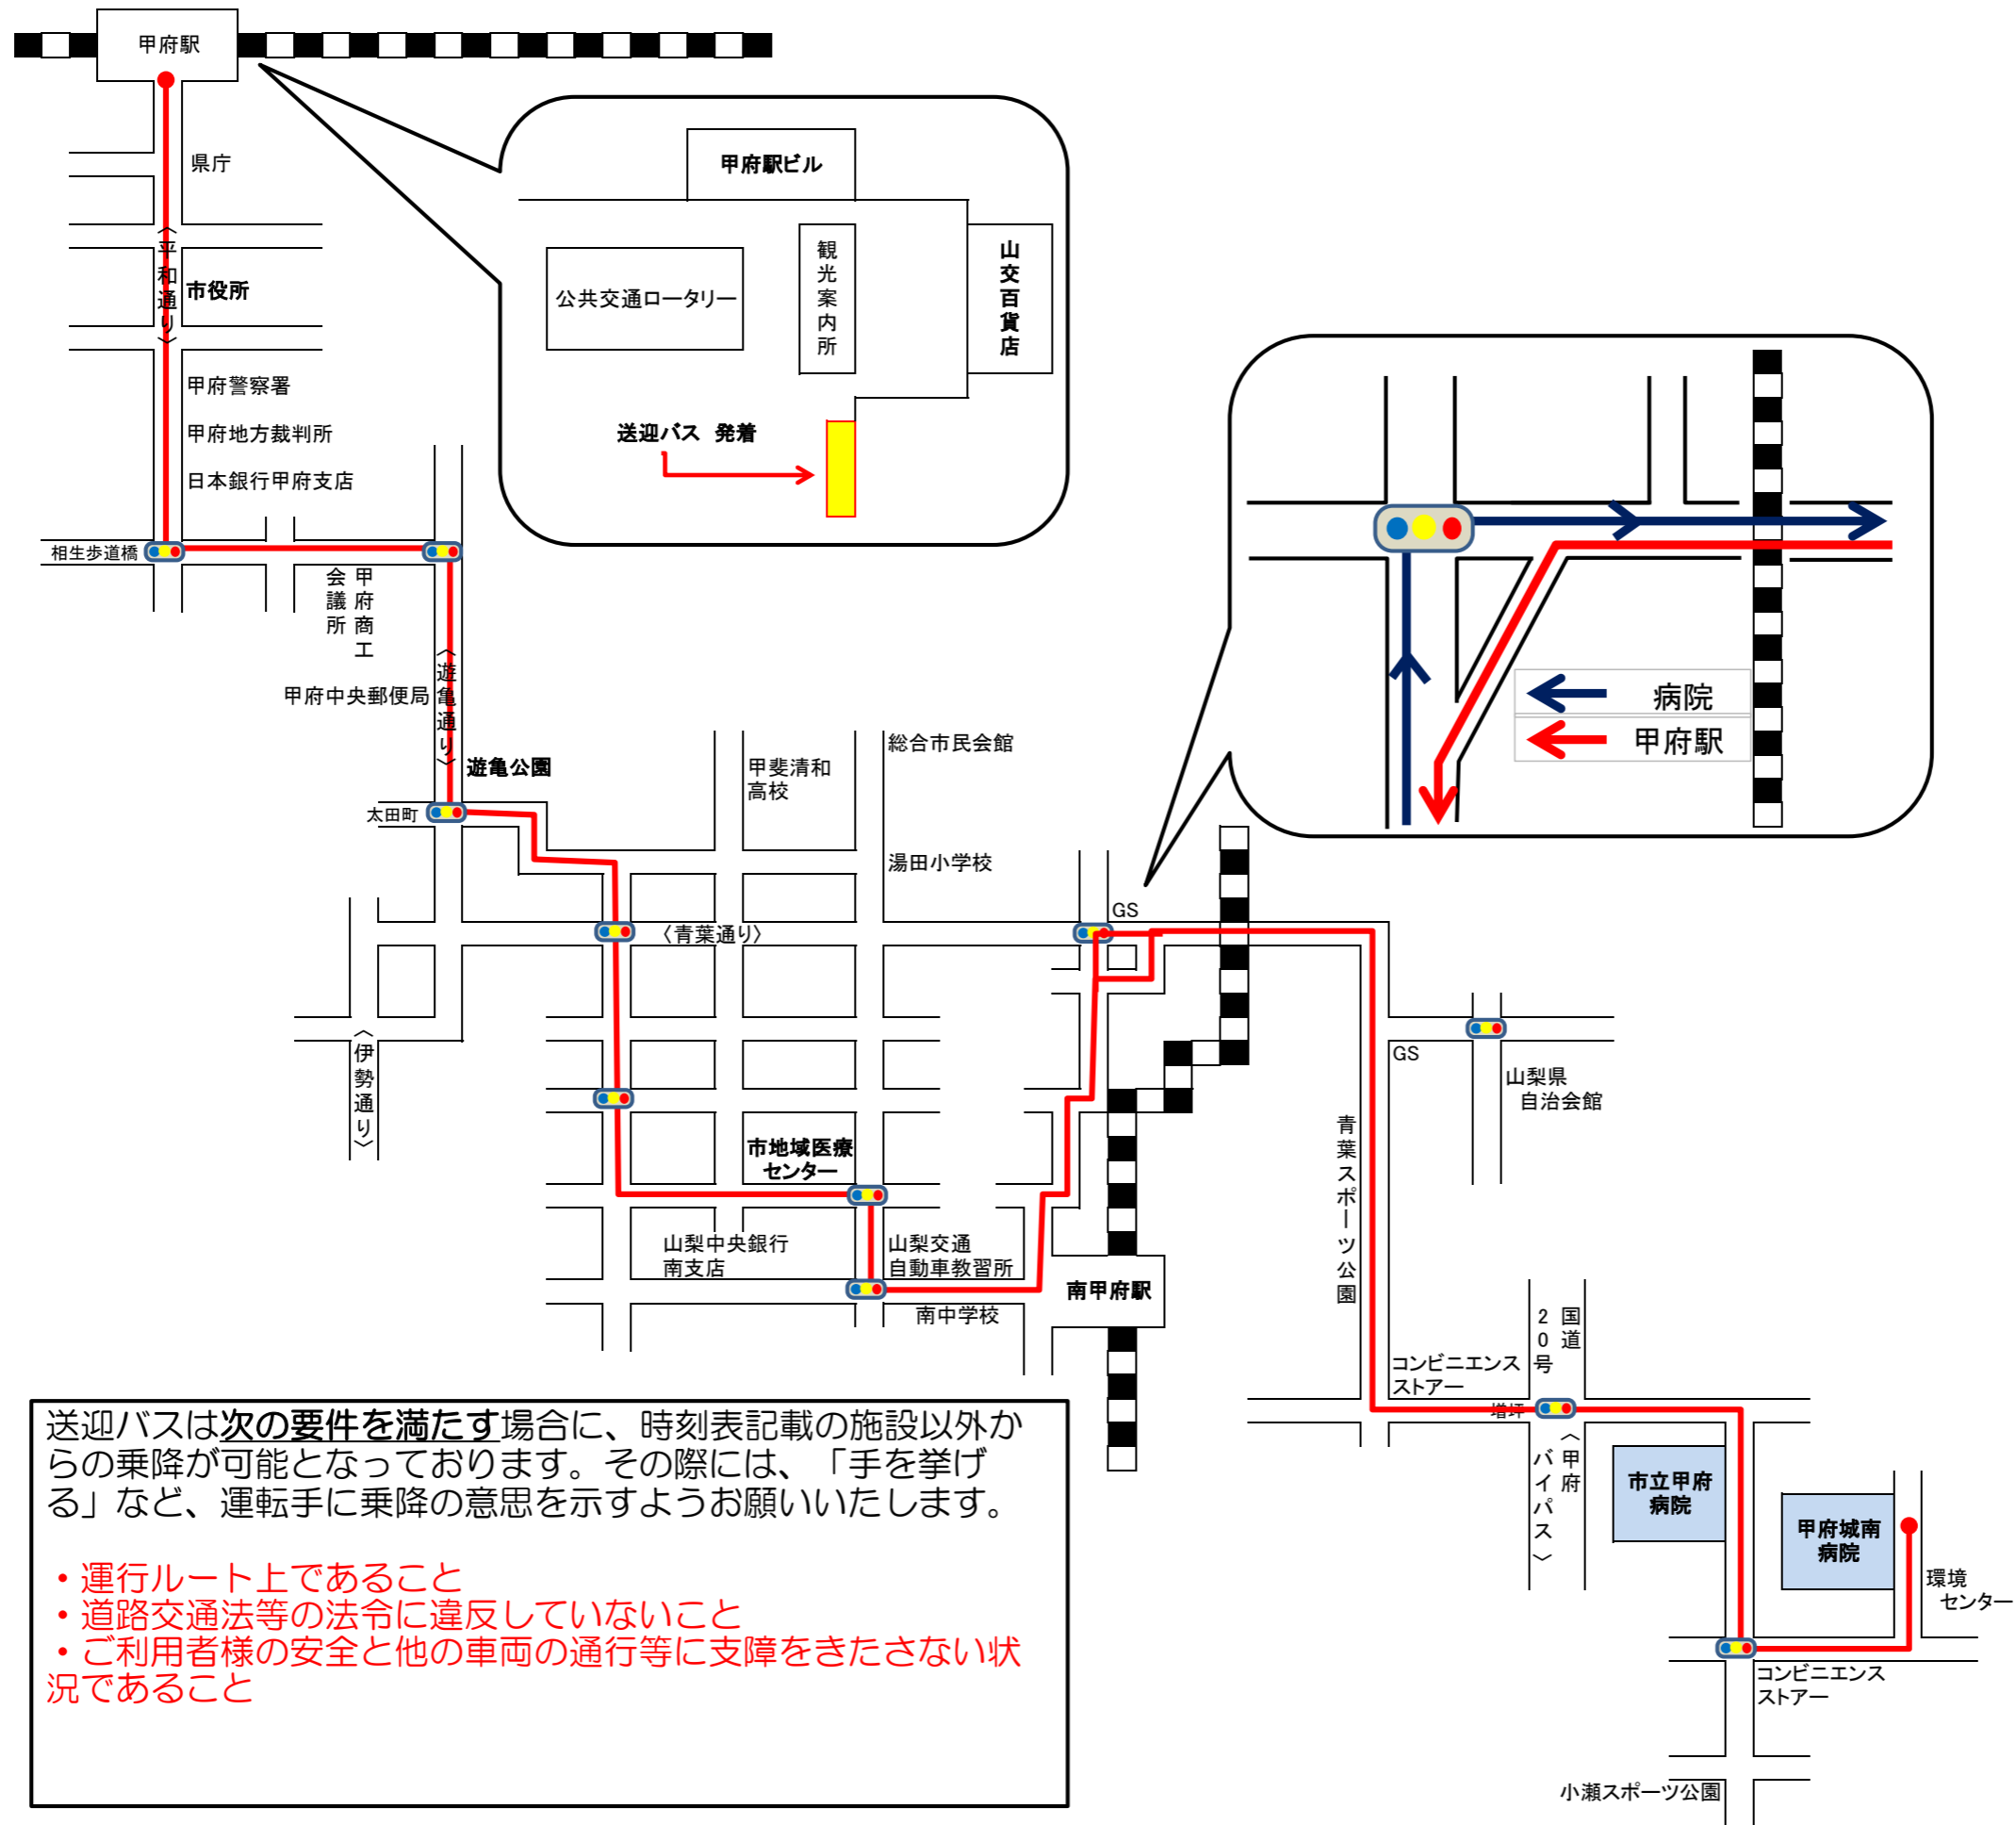 甲府駅
県庁
〈平和通り〉
市役所
甲府警察署
甲府地方裁判所
日本銀行甲府支店
相生歩道橋
甲府商工
会議所
甲府中央郵便局
〈遊亀通り〉
遊亀公園
太田町
甲府駅ビル
公共交通ロータリー
観光案内所
山交百貨店
送迎バス 発着
病院
甲府駅
甲斐清和
高校
総合市民会館
湯田小学校
〈青葉通り〉
GS
〈伊勢通り〉
GS
山梨県
自治会館
市地域医療
センター
青葉スポーツ公園
山梨中央銀行
南支店
山梨交通
自動車教習所
南中学校
南甲府駅
国道
20号
コンビニエンス
ストアー
増坪
〈甲府
バイパス〉
市立甲府
病院
甲府城南
病院
環境
センター
コンビニエンス
ストアー
小瀬スポーツ公園
送迎バスは次の要件を満たす場合に、時刻表記載の施設以外か
らの乗降が可能となっております。その際には、「手を挙げ
る」など、運転手に乗降の意思を示すようお願いいたします。
・運行ルート上であること
・道路交通法等の法令に違反していないこと
・ご利用者様の安全と他の車両の通行等に支障をきたさない状
況であること